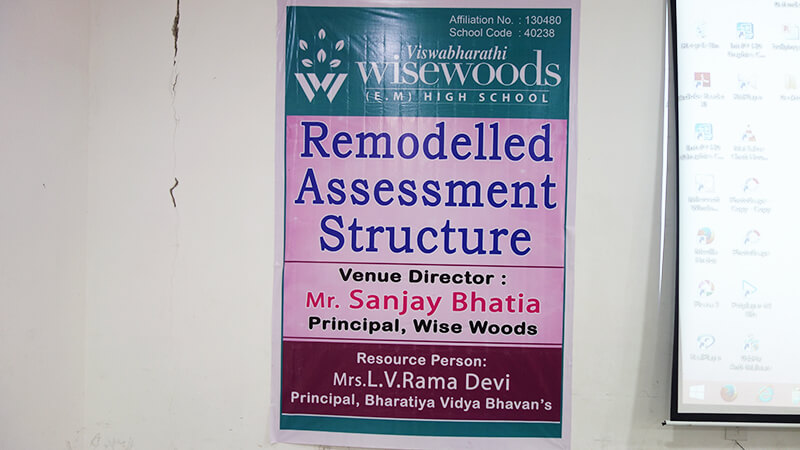 Affiliation No. : 130480
School Code : 40238
Viswabharathi
wisewoods
(E.M) HIGH SCHOOL
Remodelled
Assessment
Structure
Venue Director :
Mr. Sanjay Bhatia
Principal, Wise Woods
Resource Person:
Mrs.L.V.Rama Devi
Principal, Bharatiya Vidya Bhavan's